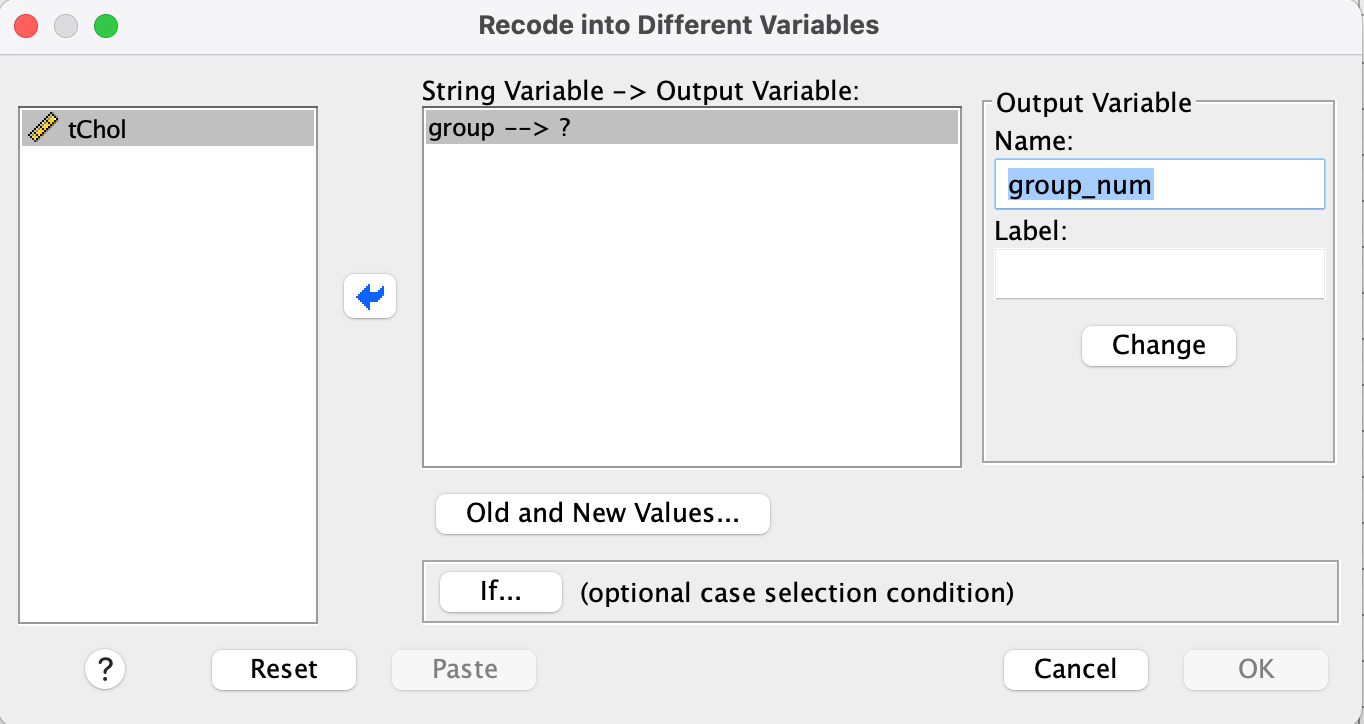 Recode into Different Variables
String Variable -> Output Variable:
tChol
group --> ?
Output Variable
Name:
group_num
Label:
Change
Old and New Values...
If... (optional case selection condition)
? Reset Paste Cancel OK